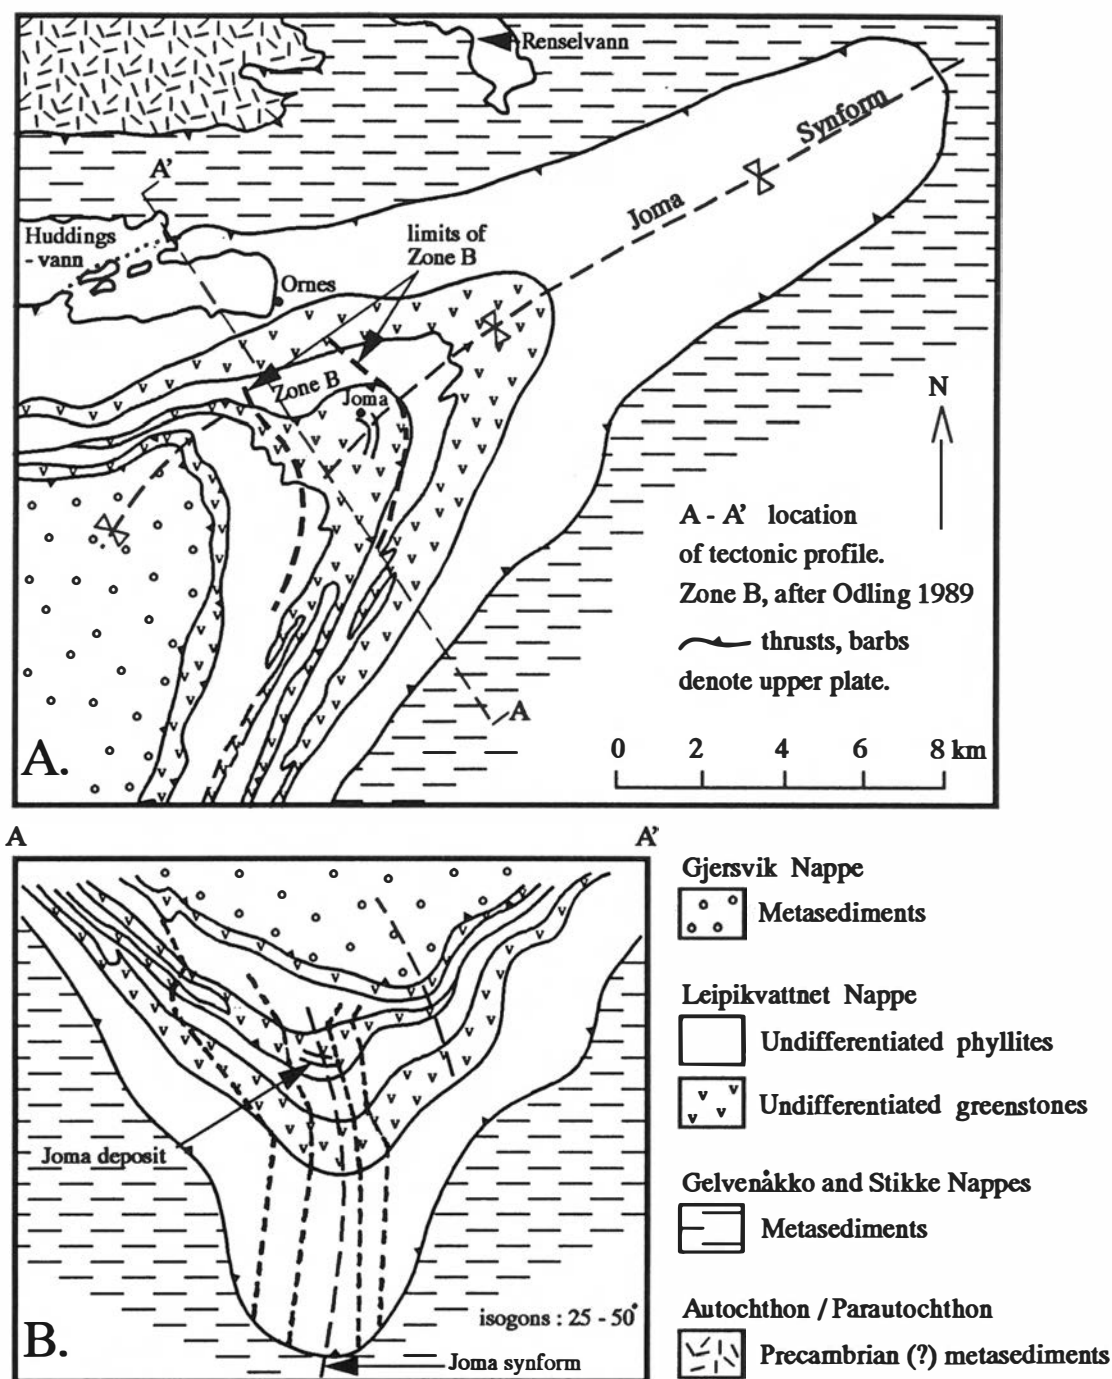 Renselvann
Synform
A'
Joma
Huddings
- vann
limits of
Zone B
Ornes
Zone B
Joma
N
A - A' location
of tectonic profile.
Zone B, after Odling 1989
thrusts, barbs
denote upper plate.
A
A.
0 2 4 6 8 km
A A'
Joma deposit
isogons : 25 - 50°
B.
Joma synform
Gjersvik Nappe
Metasediments
Leipikvattnet Nappe
Undifferentiated phyllites
Undifferentiated greenstones
Gelvenåkko and Stikke Nappes
Metasediments
Autochthon / Parautochthon
Precambrian (?) metasediments